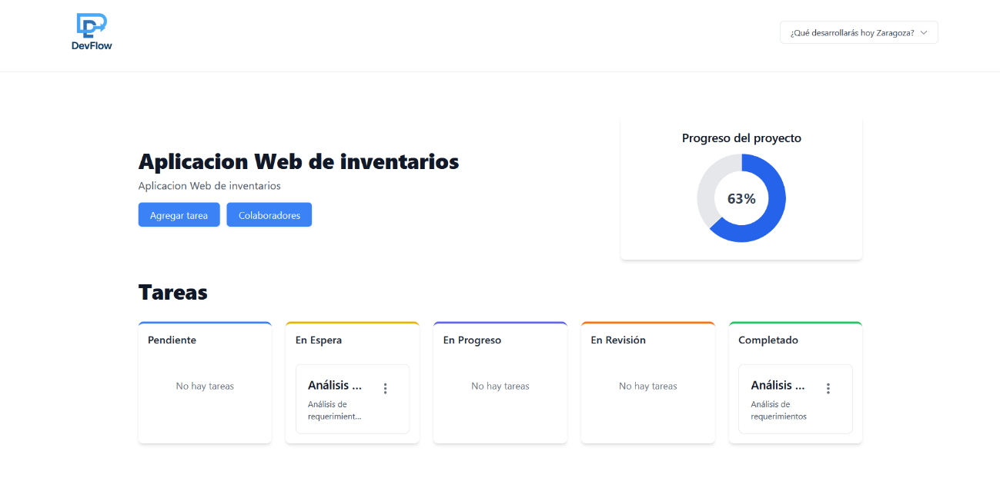 DevFlow
¿Qué desarrollarás hoy Zaragoza?
Aplicacion Web de inventarios
Aplicacion Web de inventarios
Agregar tarea
Colaboradores
Progreso del proyecto
63%
Tareas
Pendiente
No hay tareas
En Espera
Análisis ...
Análisis de
requerimient...
En Progreso
No hay tareas
En Revisión
No hay tareas
Completado
Análisis ...
Análisis de
requerimientos